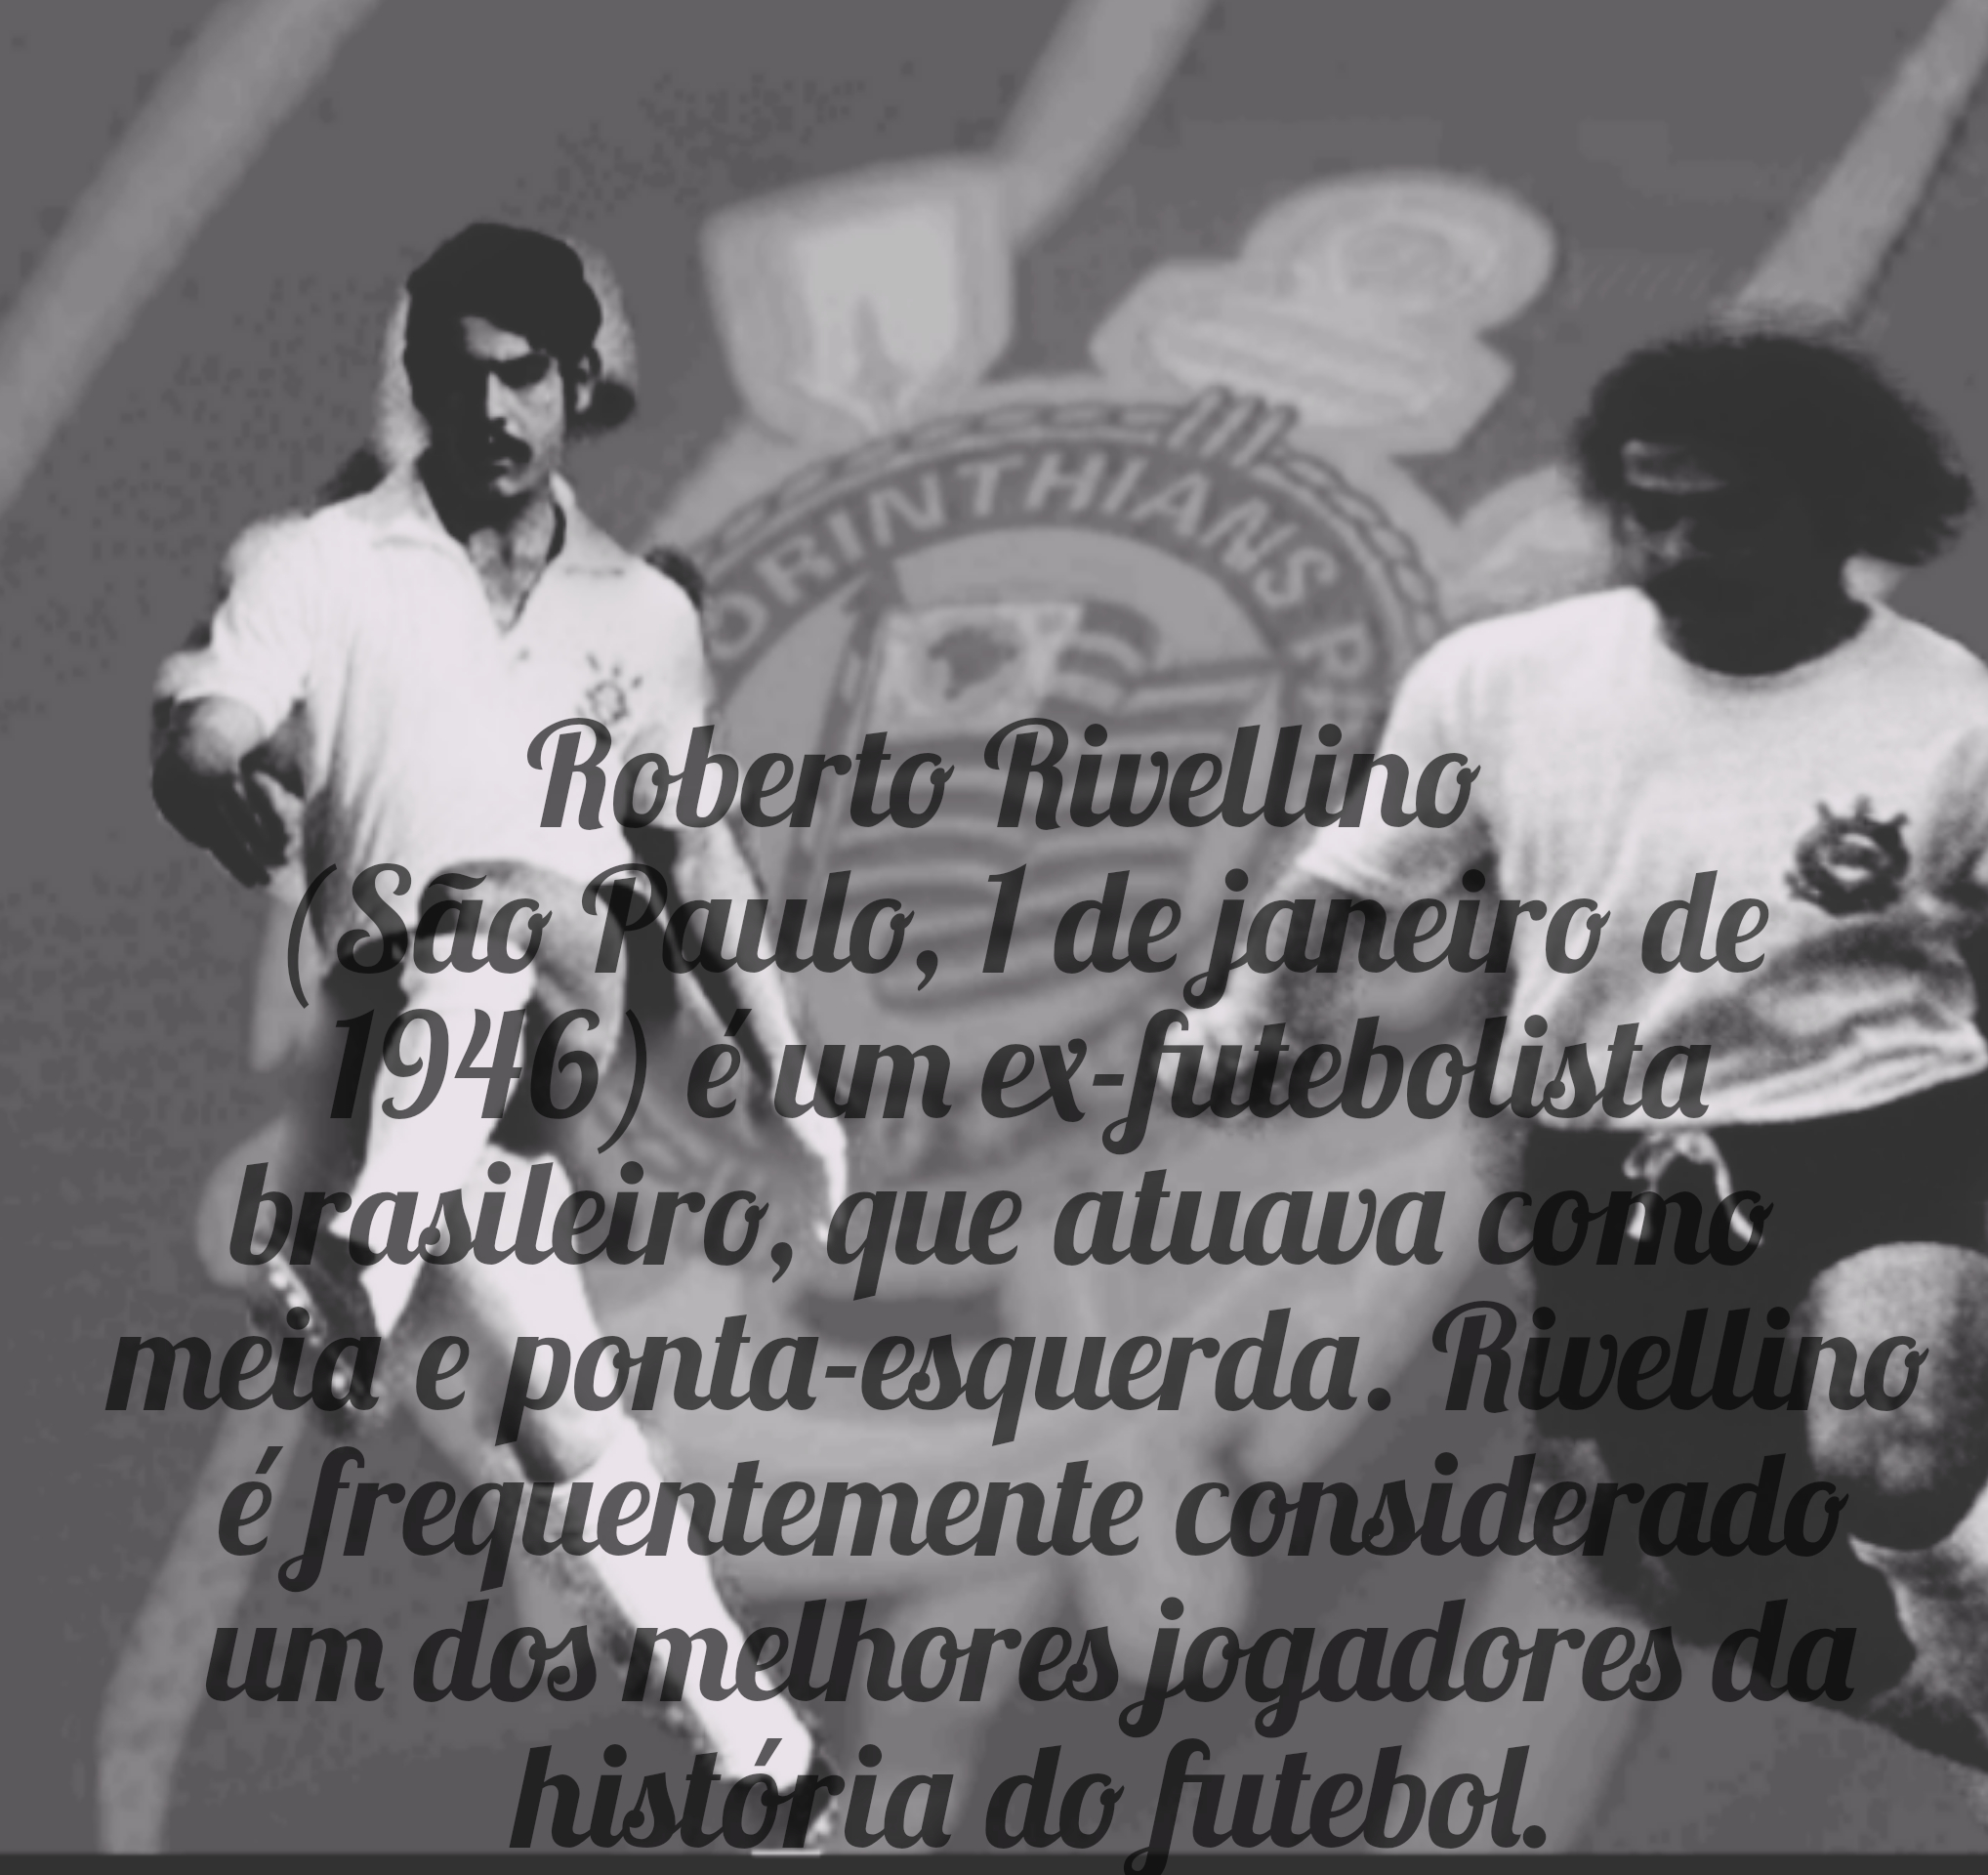 ORINTHIANS P
Roberto Rivellino
(São Paulo, 1 de janeiro de
1946) é um ex-futebolista
brasileiro, que atuava como
meia e ponta-esquerda. Rivellino
é frequentemente considerado
um dos melhores jogadores da
história do futebol.